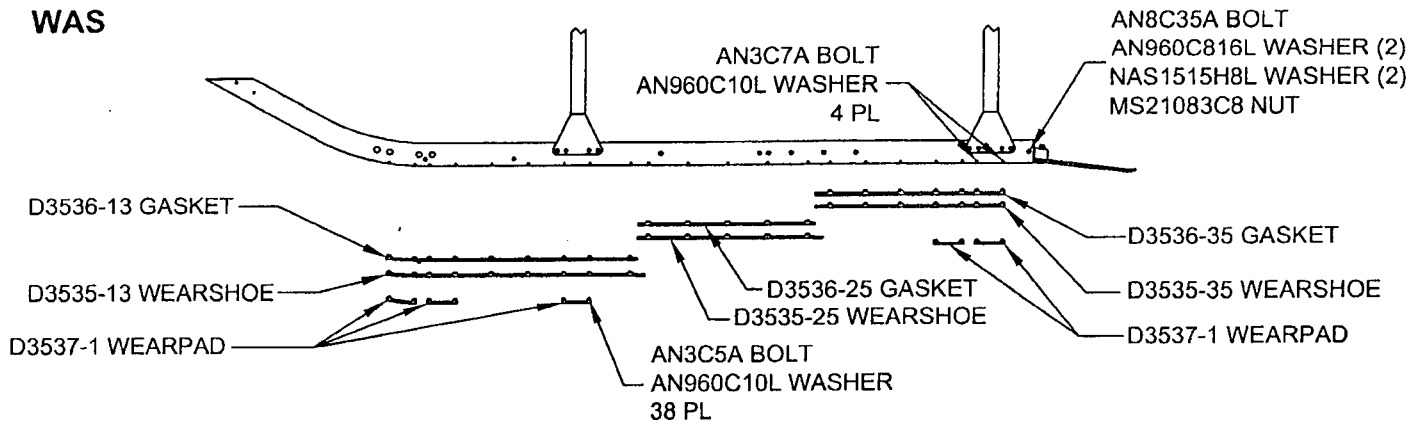 WAS
AN8C35A BOLT
AN960C816L WASHER (2)
NAS1515H8L WASHER (2)
MS21083C8 NUT
AN3C7A BOLT
AN960C10L WASHER
4 PL
D3536-13 GASKET
D3535-13 WEARSHOE
D3537-1 WEARPAD
D3536-25 GASKET
D3535-25 WEARSHOE
AN3C5A BOLT
AN960C10L WASHER
38 PL
D3536-35 GASKET
D3535-35 WEARSHOE
D3537-1 WEARPAD